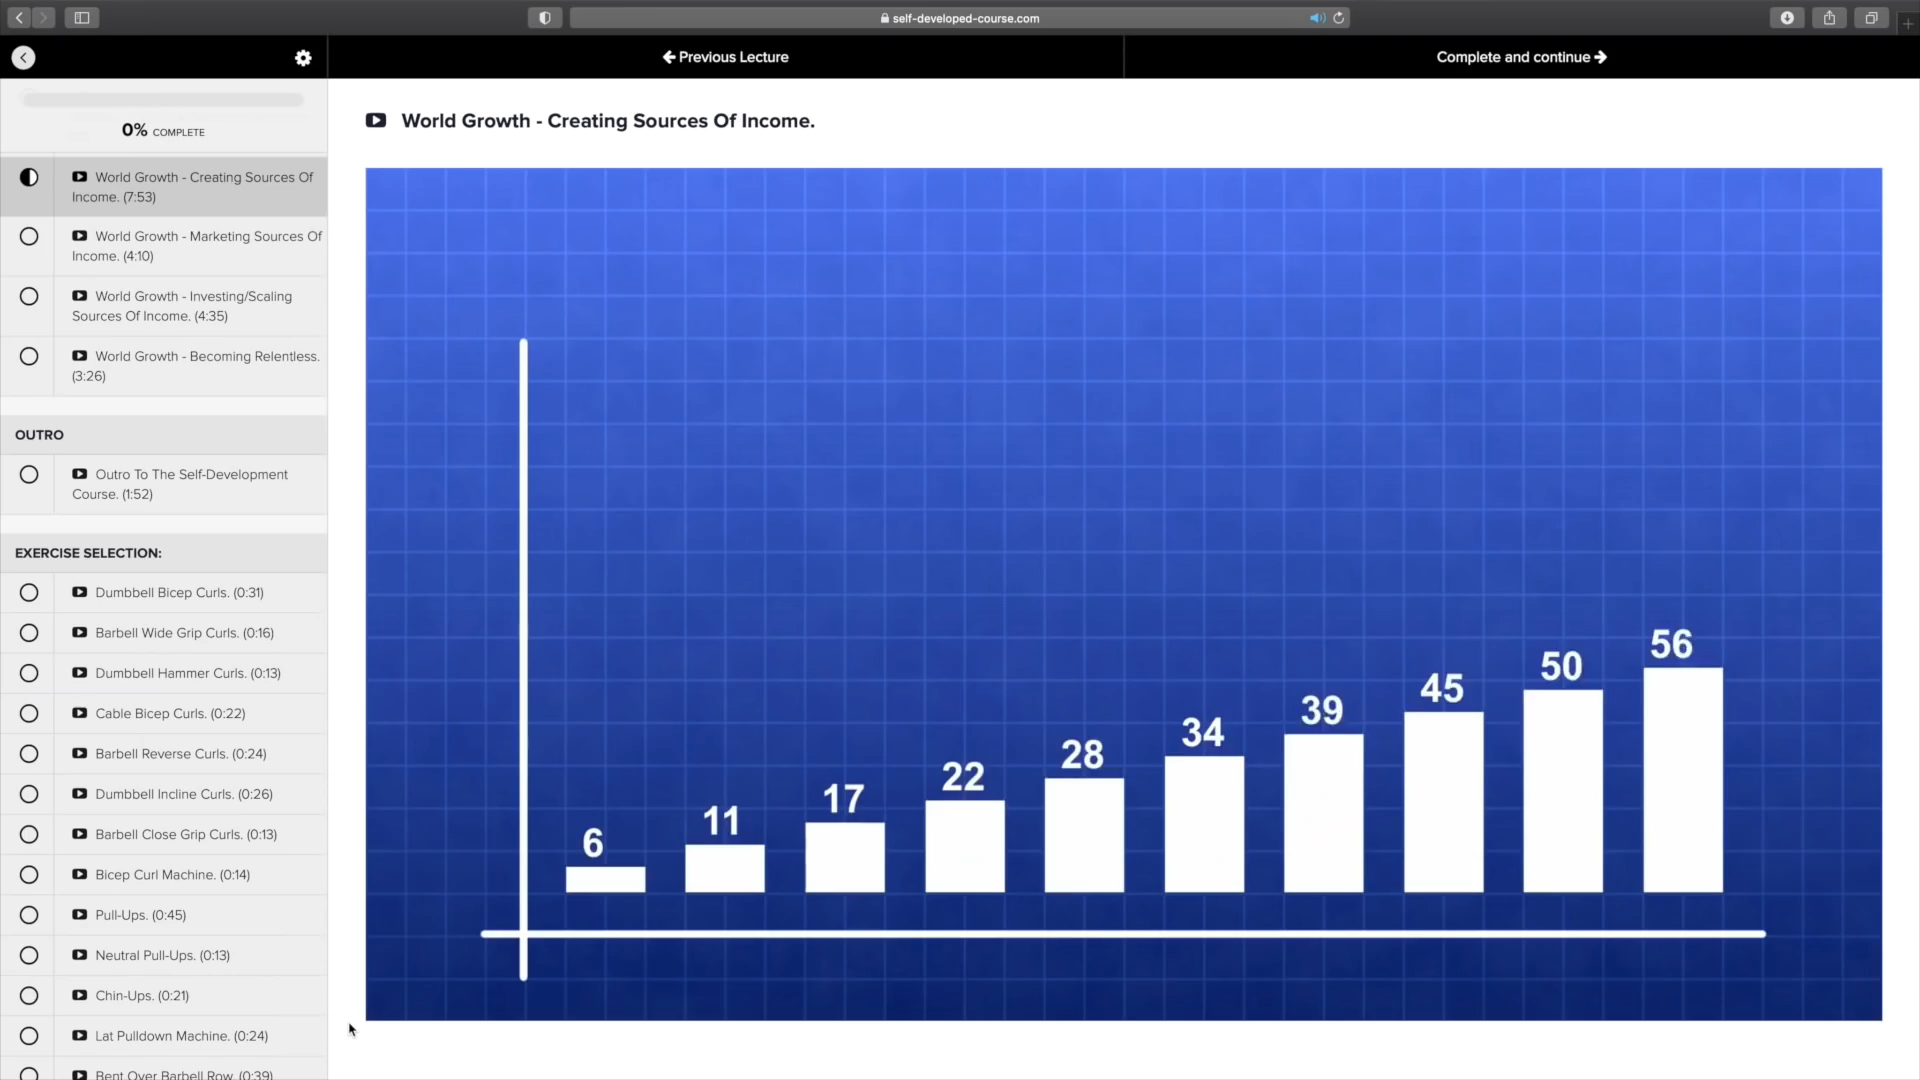 self-developed-course.com
Previous Lecture
Complete and continue
0% COMPLETE
World Growth - Creating Sources Of
Income. (7:53)
World Growth - Marketing Sources Of
Income. (4:10)
World Growth - Investing/Scaling
Sources Of Income. (4:35)
World Growth - Becoming Relentless.
(3:26)
OUTRO
Outro To The Self-Development
Course. (1:52)
EXERCISE SELECTION:
Dumbbell Bicep Curls. (0:31)
Barbell Wide Grip Curls. (0:16)
Dumbbell Hammer Curls. (0:13)
Cable Bicep Curls. (0:22)
Barbell Reverse Curls. (0:24)
Dumbbell Incline Curls. (0:26)
Barbell Close Grip Curls. (0:13)
Bicep Curl Machine. (0:14)
Pull-Ups. (0:45)
Neutral Pull-Ups. (0:13)
Chin-Ups. (0:21)
Lat Pulldown Machine. (0:24)
Bent Over Barbell Row. (0:39)
World Growth - Creating Sources Of Income.
6
11
17
22
28
34
39
45
50
56